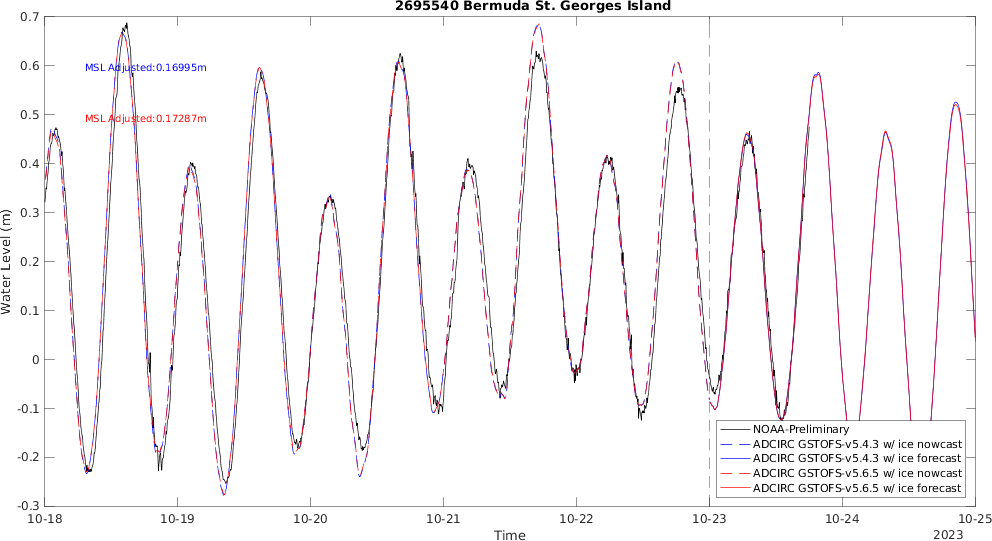 2695540 Bermuda St. Georges Island
0.7
0.6
0.5
0.4
0.3
0.2
0.1
0
-0.1
-0.2
-0.3
Water Level (m)
MSL Adjusted:0.16995m
MSL Adjusted:0.17287m
NOAA-Preliminary
ADCIRC GSTOFS-v5.4.3 w/ ice nowcast
ADCIRC GSTOFS-v5.4.3 w/ ice forecast
ADCIRC GSTOFS-v5.6.5 w/ ice nowcast
ADCIRC GSTOFS-v5.6.5 w/ ice forecast
10-18 10-19 10-20 10-21 10-22 10-23 10-24 10-25
Time
2023